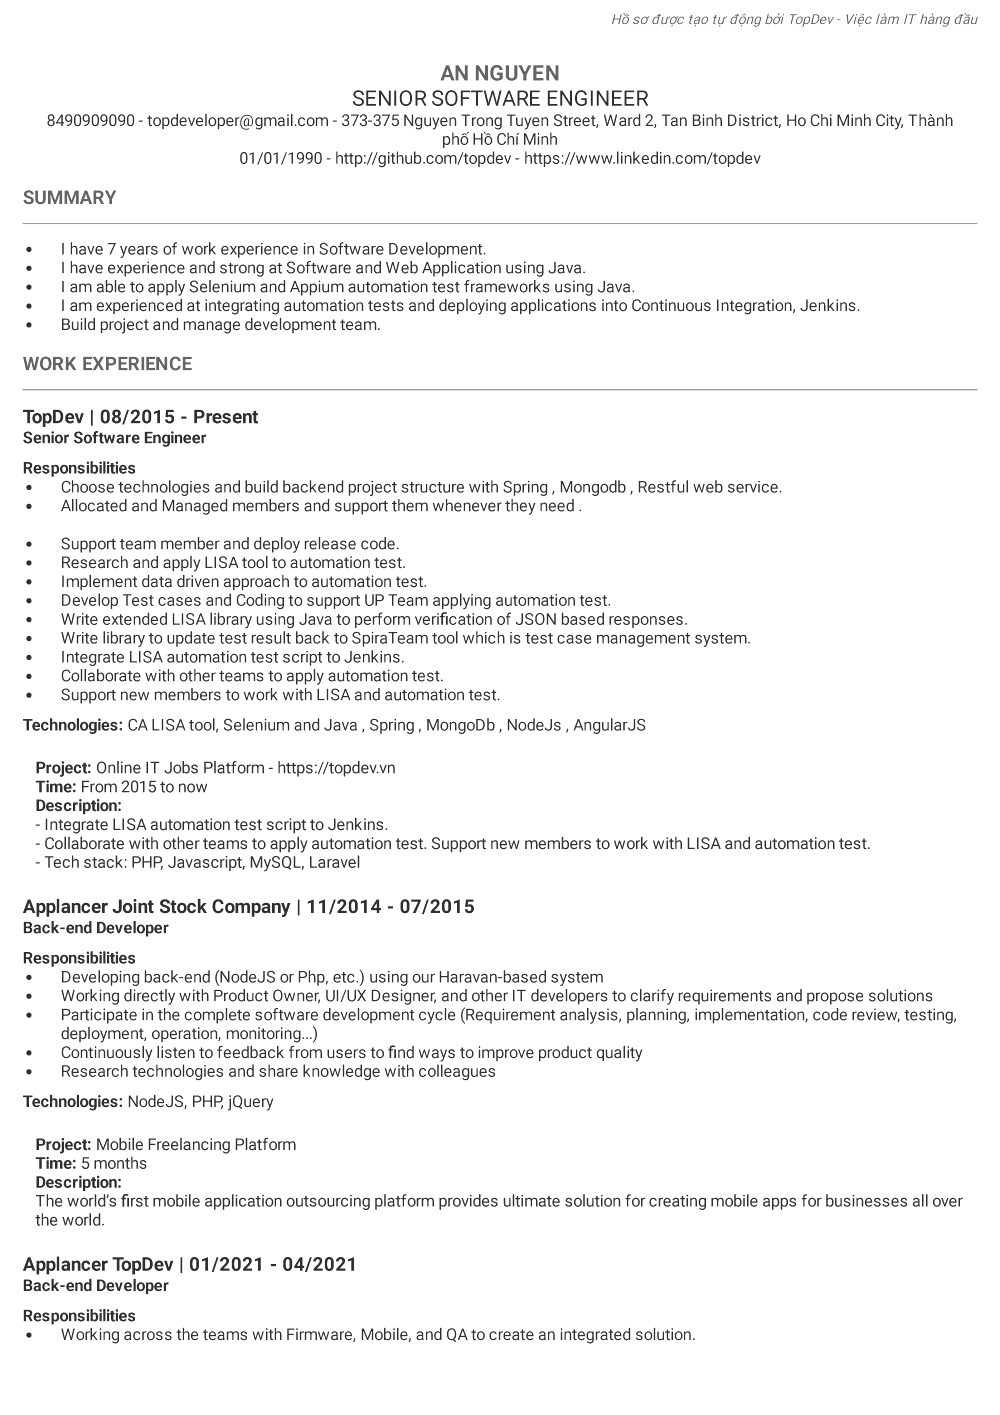 Hồ sơ được tạo tự động bởi TopDev - Việc làm IT hàng đầu
AN NGUYEN
SENIOR SOFTWARE ENGINEER
8490909090 - topdeveloper@gmail.com - 373-375 Nguyen Trong Tuyen Street, Ward 2, Tan Binh District, Ho Chi Minh City, Thành
phố Hồ Chí Minh
01/01/1990 - http://github.com/topdev - https://www.linkedin.com/topdev
SUMMARY
• I have 7 years of work experience in Software Development.
• I have experience and strong at Software and Web Application using Java.
• I am able to apply Selenium and Appium automation test frameworks using Java.
• I am experienced at integrating automation tests and deploying applications into Continuous Integration, Jenkins.
• Build project and manage development team.
WORK EXPERIENCE
TopDev | 08/2015 - Present
Senior Software Engineer
Responsibilities
• Choose technologies and build backend project structure with Spring , Mongodb , Restful web service.
• Allocated and Managed members and support them whenever they need .
• Support team member and deploy release code.
• Research and apply LISA tool to automation test.
• Implement data driven approach to automation test.
• Develop Test cases and Coding to support UP Team applying automation test.
• Write extended LISA library using Java to perform verification of JSON based responses.
• Write library to update test result back to SpiraTeam tool which is test case management system.
• Integrate LISA automation test script to Jenkins.
• Collaborate with other teams to apply automation test.
• Support new members to work with LISA and automation test.
Technologies: CA LISA tool, Selenium and Java , Spring , MongoDb , NodeJs , AngularJS
Project: Online IT Jobs Platform - https://topdev.vn
Time: From 2015 to now
Description:
- Integrate LISA automation test script to Jenkins.
- Collaborate with other teams to apply automation test. Support new members to work with LISA and automation test.
- Tech stack: PHP, Javascript, MySQL, Laravel
Applancer Joint Stock Company | 11/2014 - 07/2015
Back-end Developer
Responsibilities
• Developing back-end (NodeJS or Php, etc.) using our Haravan-based system
• Working directly with Product Owner, UI/UX Designer, and other IT developers to clarify requirements and propose solutions
• Participate in the complete software development cycle (Requirement analysis, planning, implementation, code review, testing,
deployment, operation, monitoring...)
• Continuously listen to feedback from users to find ways to improve product quality
• Research technologies and share knowledge with colleagues
Technologies: NodeJS, PHP, jQuery
Project: Mobile Freelancing Platform
Time: 5 months
Description:
The world’s first mobile application outsourcing platform provides ultimate solution for creating mobile apps for businesses all over
the world.
Applancer TopDev | 01/2021 - 04/2021
Back-end Developer
Responsibilities
• Working across the teams with Firmware, Mobile, and QA to create an integrated solution.